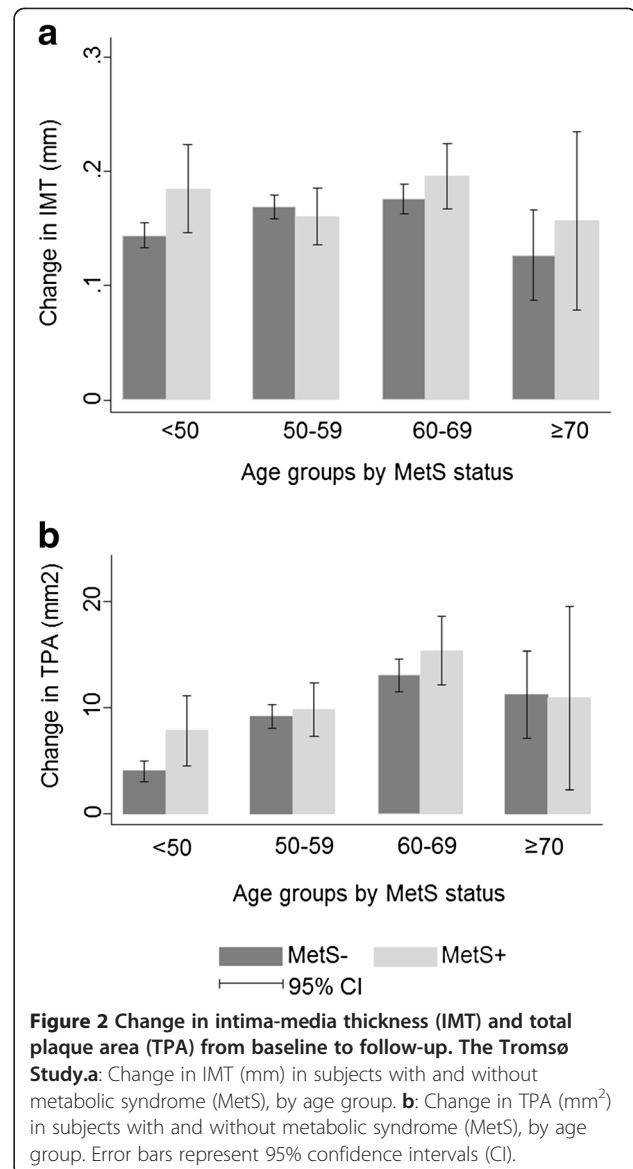 a
Change in IMT (mm)
.3
.2
.1
0
<50 50-59 60-69 ≥70
Age groups by MetS status
b
Change in TPA (mm2)
20
10
0
<50 50-59 60-69 ≥70
Age groups by MetS status
MetS- MetS+
95% CI
Figure 2 Change in intima-media thickness (IMT) and total
plaque area (TPA) from baseline to follow-up. The Tromsø
Study.a: Change in IMT (mm) in subjects with and without
metabolic syndrome (MetS), by age group. b: Change in TPA (mm²)
in subjects with and without metabolic syndrome (MetS), by age
group. Error bars represent 95% confidence intervals (CI).